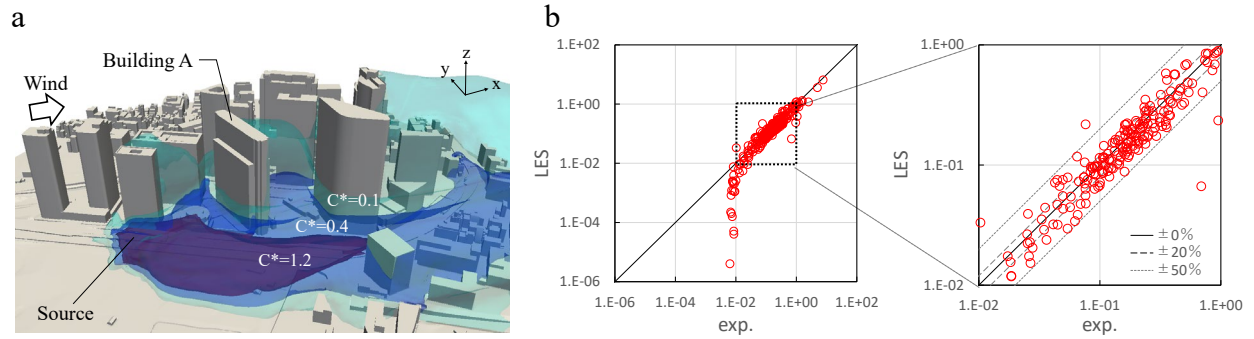 a
Building A
Wind
z
y
x
C*=0.1
C*=0.4
C*=1.2
Source
b
1.E+02
1.E+00
1.E-02
1.E-04
1.E-06
LES
1.E-06 1.E-04 1.E-02 1.E+00 1.E+02
exp.
1.E+00
1.E-01
1.E-02
LES
±0%
±20%
±50%
1.E-02 1.E-01 1.E+00
exp.